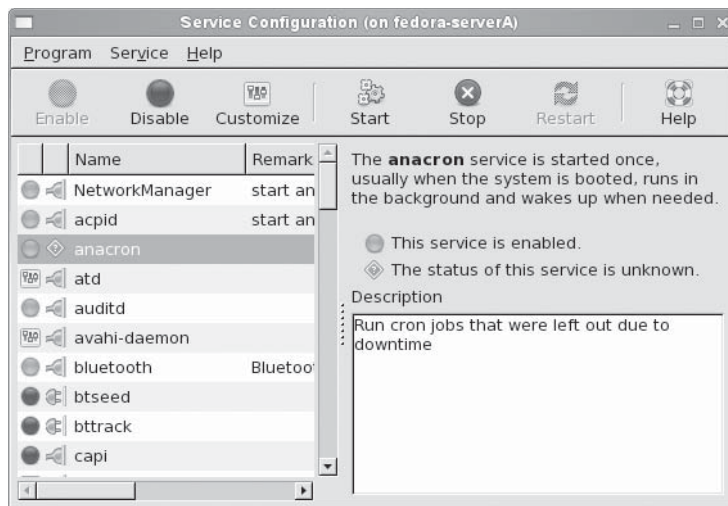 Service Configuration (on fedora-serverA)
Program Service Help
Enable Disable Customize Start Stop Restart Help
Name Remark
NetworkManager start an
acpid start an
anacron
atd
auditd
avahi-daemon
bluetooth Bluetoo
btseed
bttrack
capi
The anacron service is started once,
usually when the system is booted, runs in
the background and wakes up when needed.
This service is enabled.
The status of this service is unknown.
Description
Run cron jobs that were left out due to
downtime